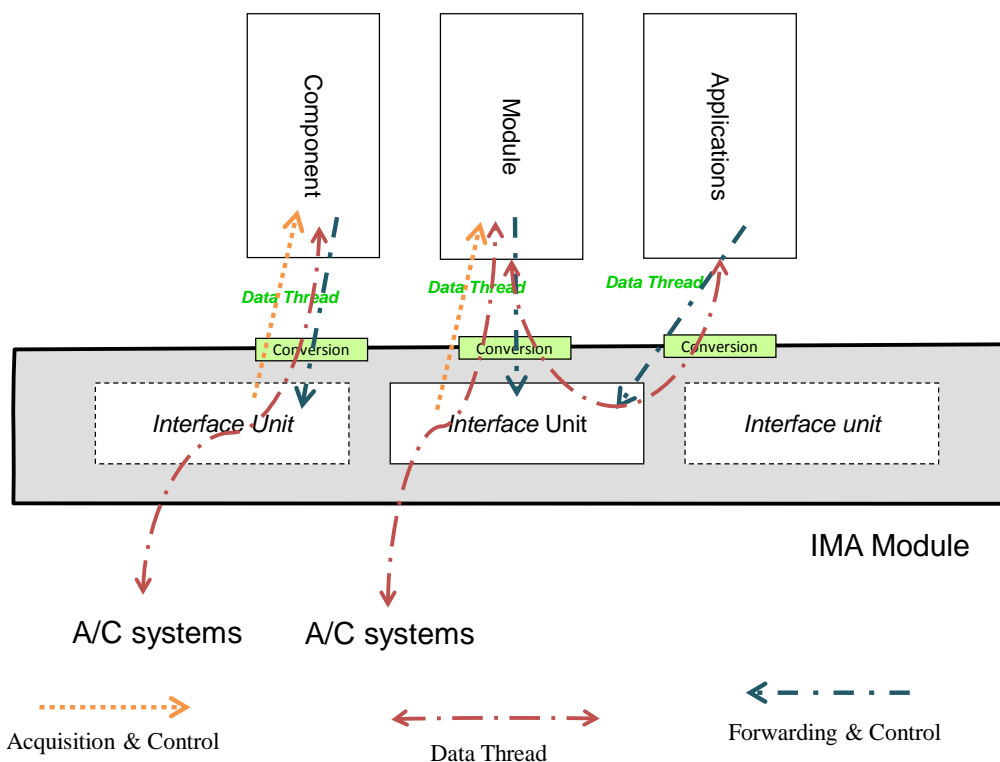 Component
Module
Applications
Data Thread
Data Thread
Data Thread
Conversion
Conversion
Conversion
Interface Unit
Interface Unit
Interface unit
IMA Module
A/C systems
A/C systems
Acquisition & Control
Data Thread
Forwarding & Control